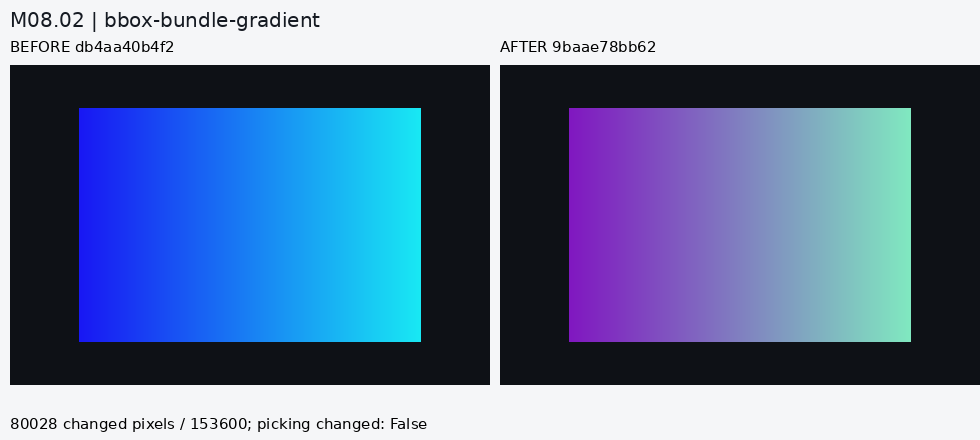 M08.02 | bbox-bundle-gradient
BEFORE db4aa40b4f2
AFTER 9baae78bb62
80028 changed pixels / 153600; picking changed: False